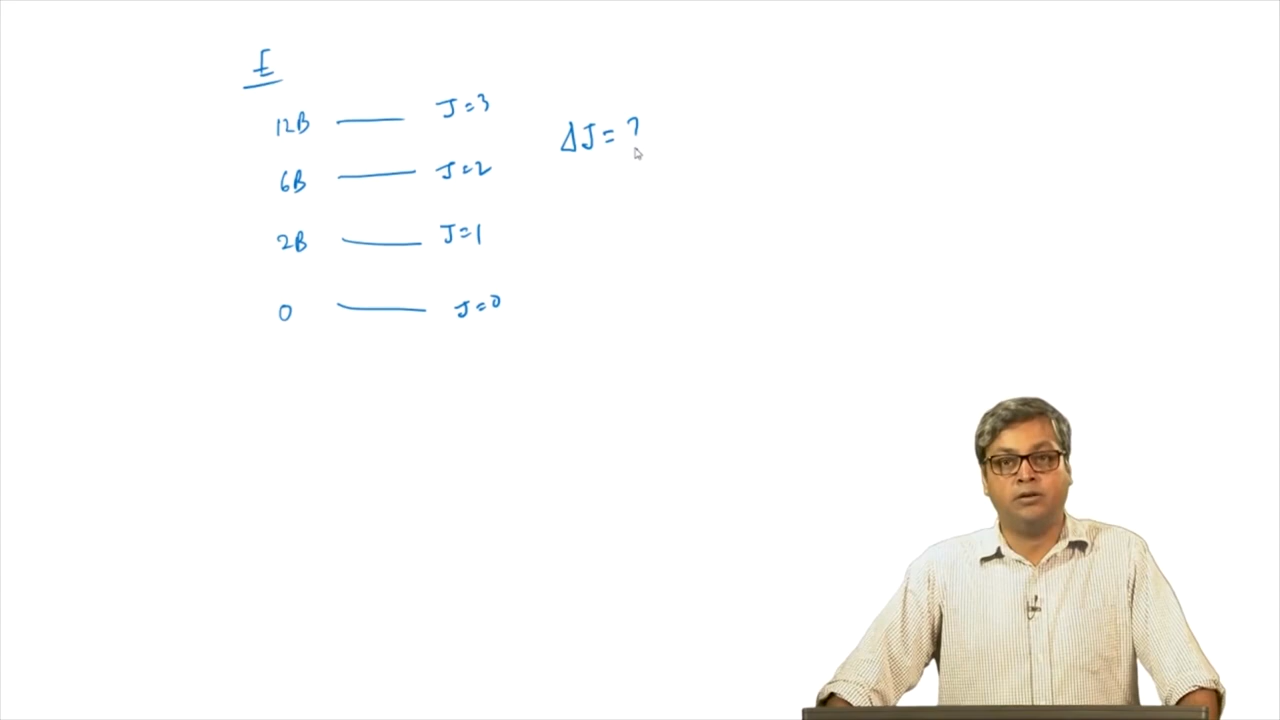 E
12B J=3
ΔJ = ?
6B J=2
2B J=1
0 J=0